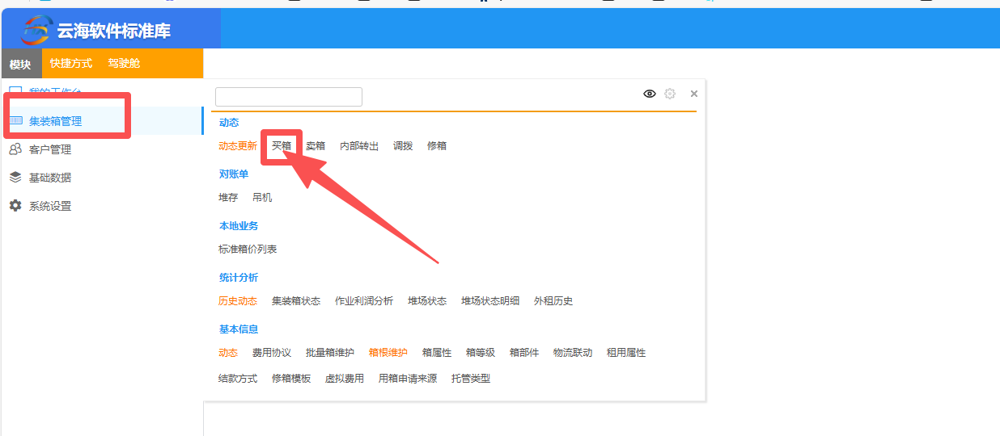 云海软件标准库
模块 快捷方式 驾驶舱
我的工作台
集装箱管理
客户管理
基础数据
系统设置
动态
动态更新 买箱 卖箱 内部转出 调拨 修箱
对账单
堆存 吊机
本地业务
标准箱价列表
统计分析
历史动态 集装箱状态 作业利润分析 堆场状态 堆场状态明细 外租历史
基本信息
动态 费用协议 批量箱维护 箱根维护 箱属性 箱等级 箱部件 物流联动 租用属性
结款方式 修箱模板 虚拟费用 用箱申请来源 托管类型